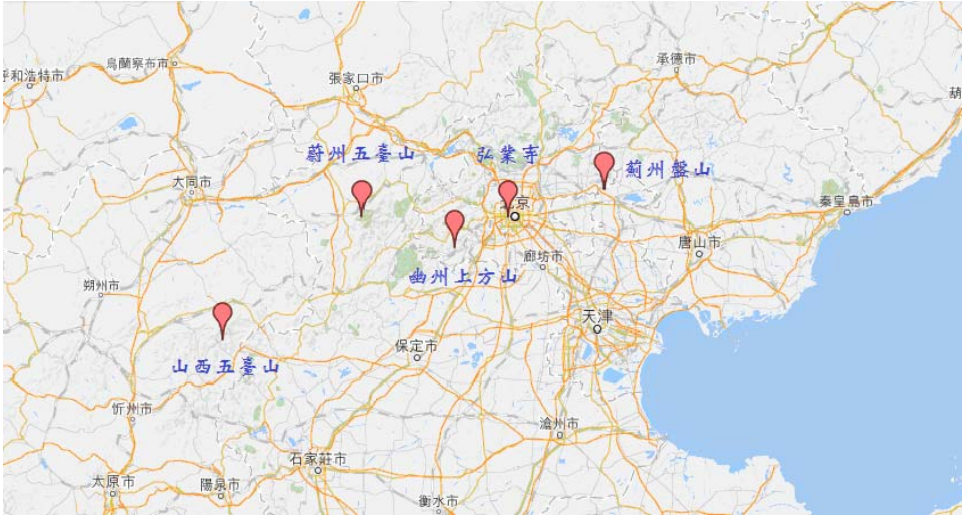 承德市
烏蘭察布市
呼和浩特市
張家口市
葫
蔚州五臺山
弘業寺
薊州盤山
大同市
北京
秦皇島市
唐山市
廊坊市
幽州上方山
朔州市
天津
保定市
山西五臺山
忻州市
滄州市
石家莊市
太原市
陽泉市
衡水市